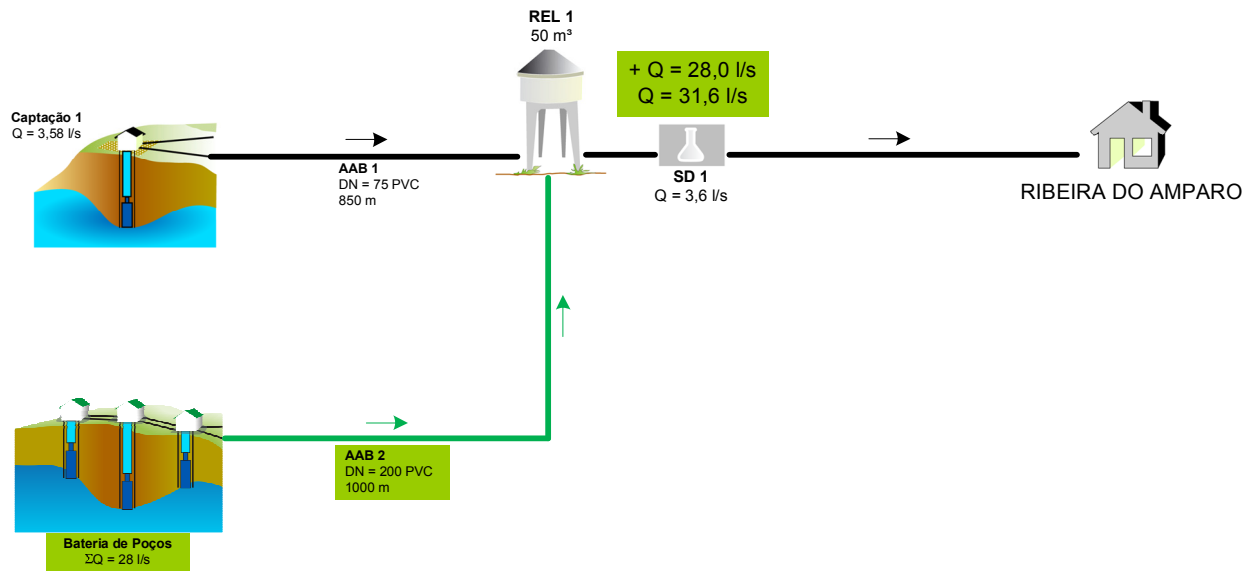 REL 1
50 m³
+ Q = 28,0 l/s
Q = 31,6 l/s
Captação 1
Q = 3,58 l/s
AAB 1
DN = 75 PVC
850 m
SD 1
Q = 3,6 l/s
RIBEIRA DO AMPARO
AAB 2
DN = 200 PVC
1000 m
Bateria de Poços
ΣQ = 28 l/s